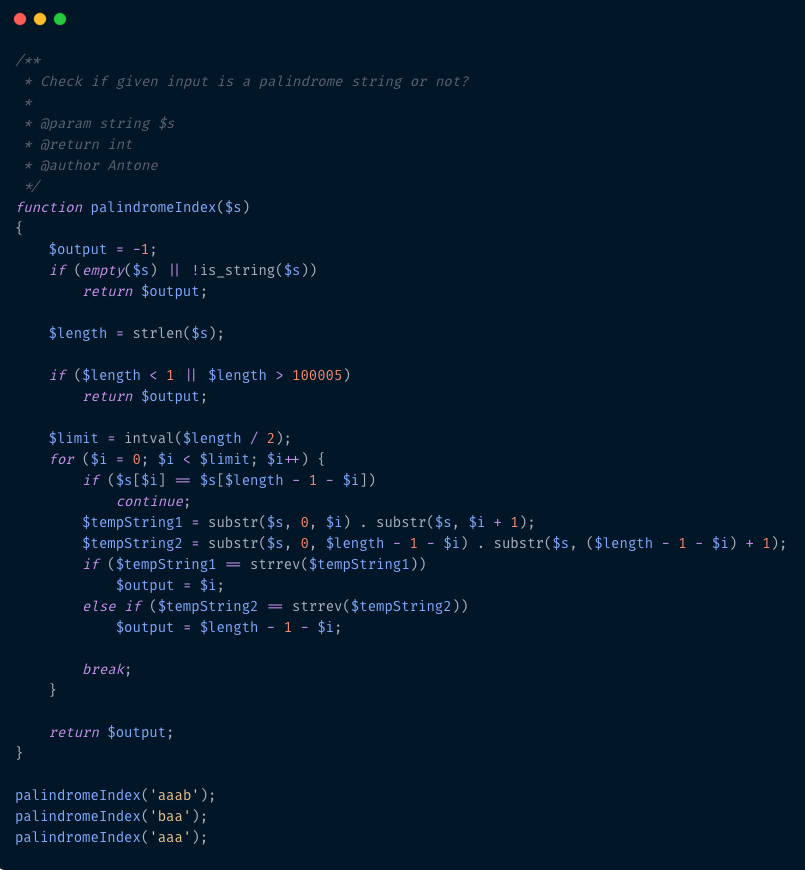 /**
 * Check if given input is a palindrome string or not?
 *
 * @param string $s
 * @return int
 * @author Antone
 */
function palindromeIndex($s)
{
    $output = -1;
    if (empty($s) || !is_string($s))
        return $output;

    $length = strlen($s);

    if ($length < 1 || $length > 100005)
        return $output;

    $limit = intval($length / 2);
    for ($i = 0; $i < $limit; $i++) {
        if ($s[$i] == $s[$length - 1 - $i])
            continue;
        $tempString1 = substr($s, 0, $i) . substr($s, $i + 1);
        $tempString2 = substr($s, 0, $length - 1 - $i) . substr($s, ($length - 1 - $i) + 1);
        if ($tempString1 == strrev($tempString1))
            $output = $i;
        else if ($tempString2 == strrev($tempString2))
            $output = $length - 1 - $i;

        break;
    }

    return $output;
}

palindromeIndex('aaab');
palindromeIndex('baa');
palindromeIndex('aaa');